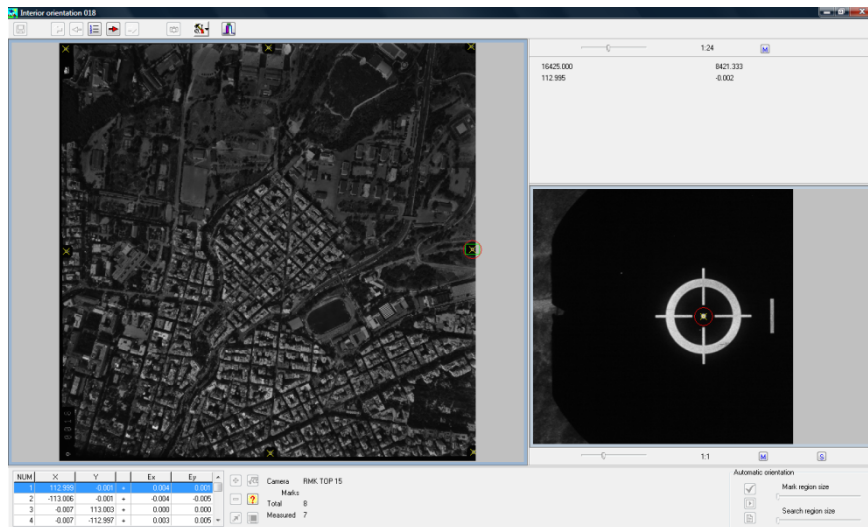 Interior orientation 018
1:24
16425.000 8421.333
112.995 -0.002
1:1
Automatic orientation
NUM X Y Ex Ey
1 112.999 -0.001 + 0.004 0.001
2 -113.006 -0.001 + -0.004 -0.005
3 -0.007 113.003 + 0.000 0.000
4 -0.007 -112.997 + 0.003 0.005
Camera RMK TOP 15
Marks
Total 8
Measured 7
Mark region size
Search region size